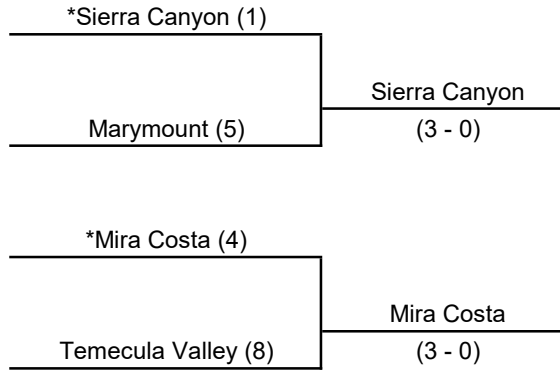 *Sierra Canyon (1)
Sierra Canyon
Marymount (5)
(3 - 0)
*Mira Costa (4)
Mira Costa
Temecula Valley (8)
(3 - 0)